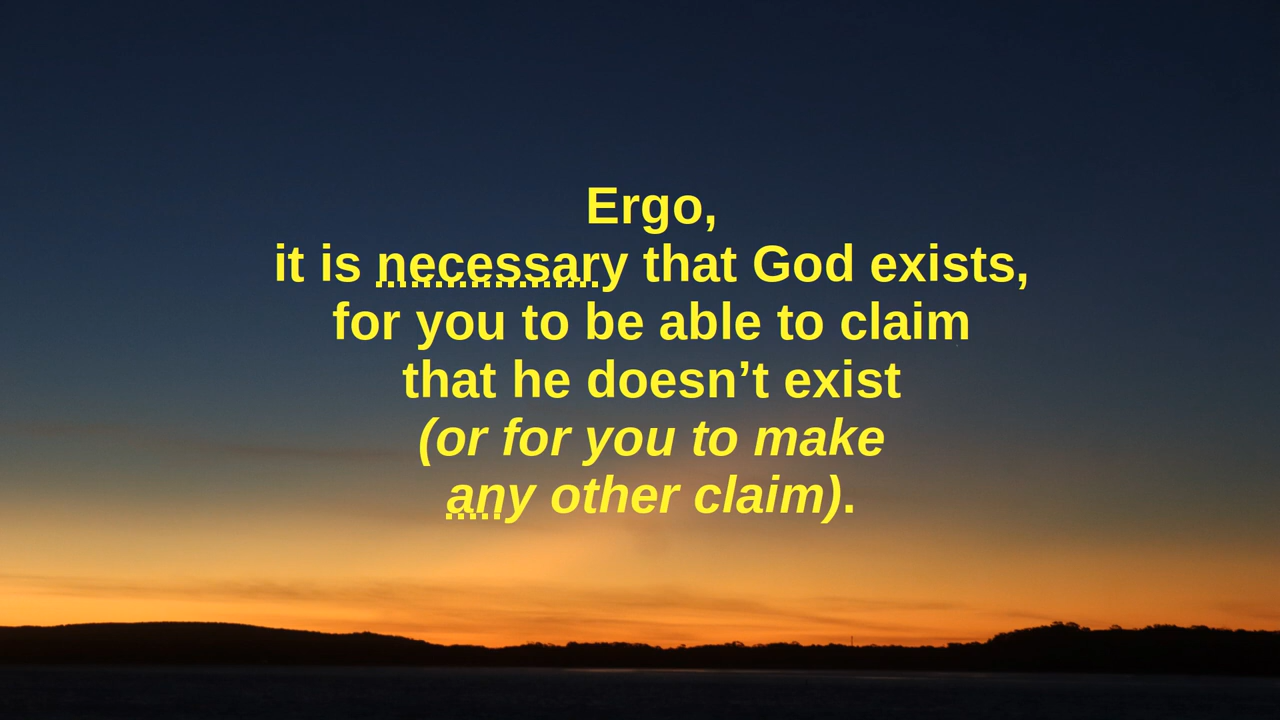 Ergo,
it is necessary that God exists,
for you to be able to claim
that he doesn’t exist
(or for you to make
any other claim).